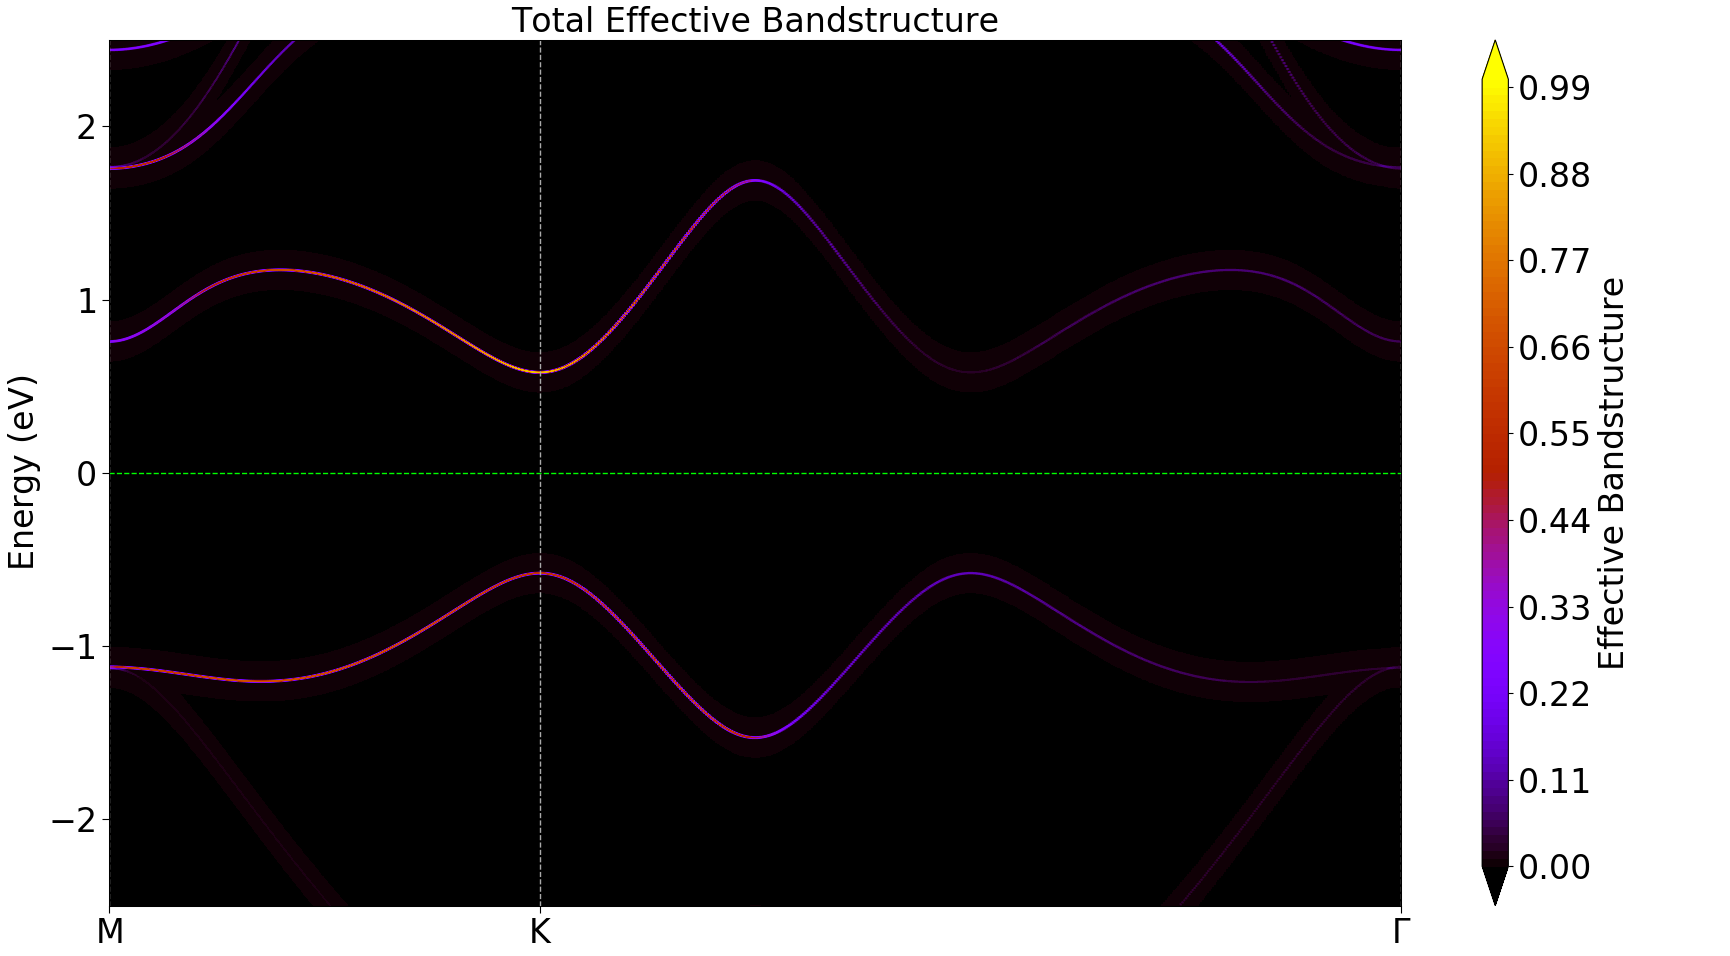 Total Effective Bandstructure
Energy (eV)
2
1
0
−1
−2
M
K
Γ
0.99
0.88
0.77
0.66
0.55
0.44
0.33
0.22
0.11
0.00
Effective Bandstructure